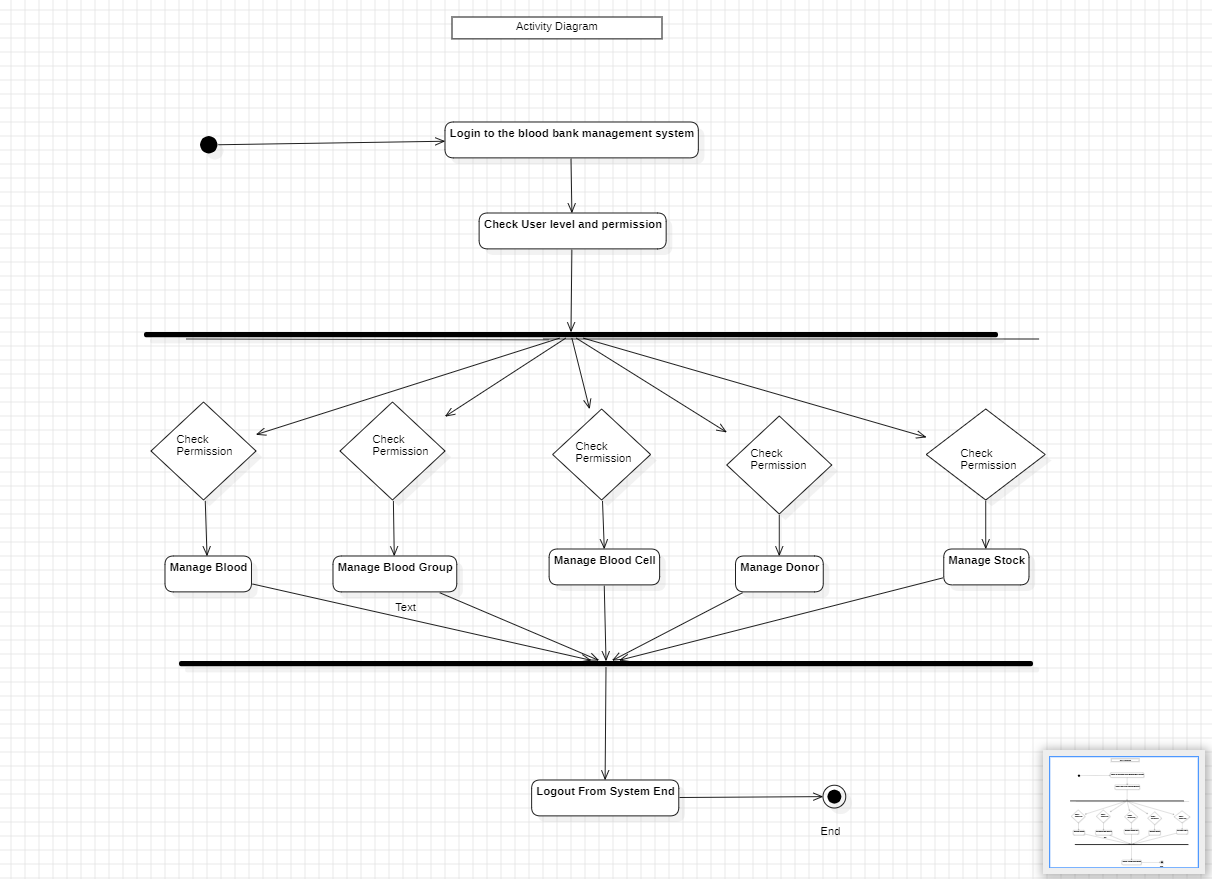 Activity Diagram
Login to the blood bank management system
Check User level and permission
Check
Permission
Check
Permission
Check
Permission
Check
Permission
Check
Permission
Manage Blood
Manage Blood Group
Manage Blood Cell
Manage Donor
Manage Stock
Text
Logout From System End
End